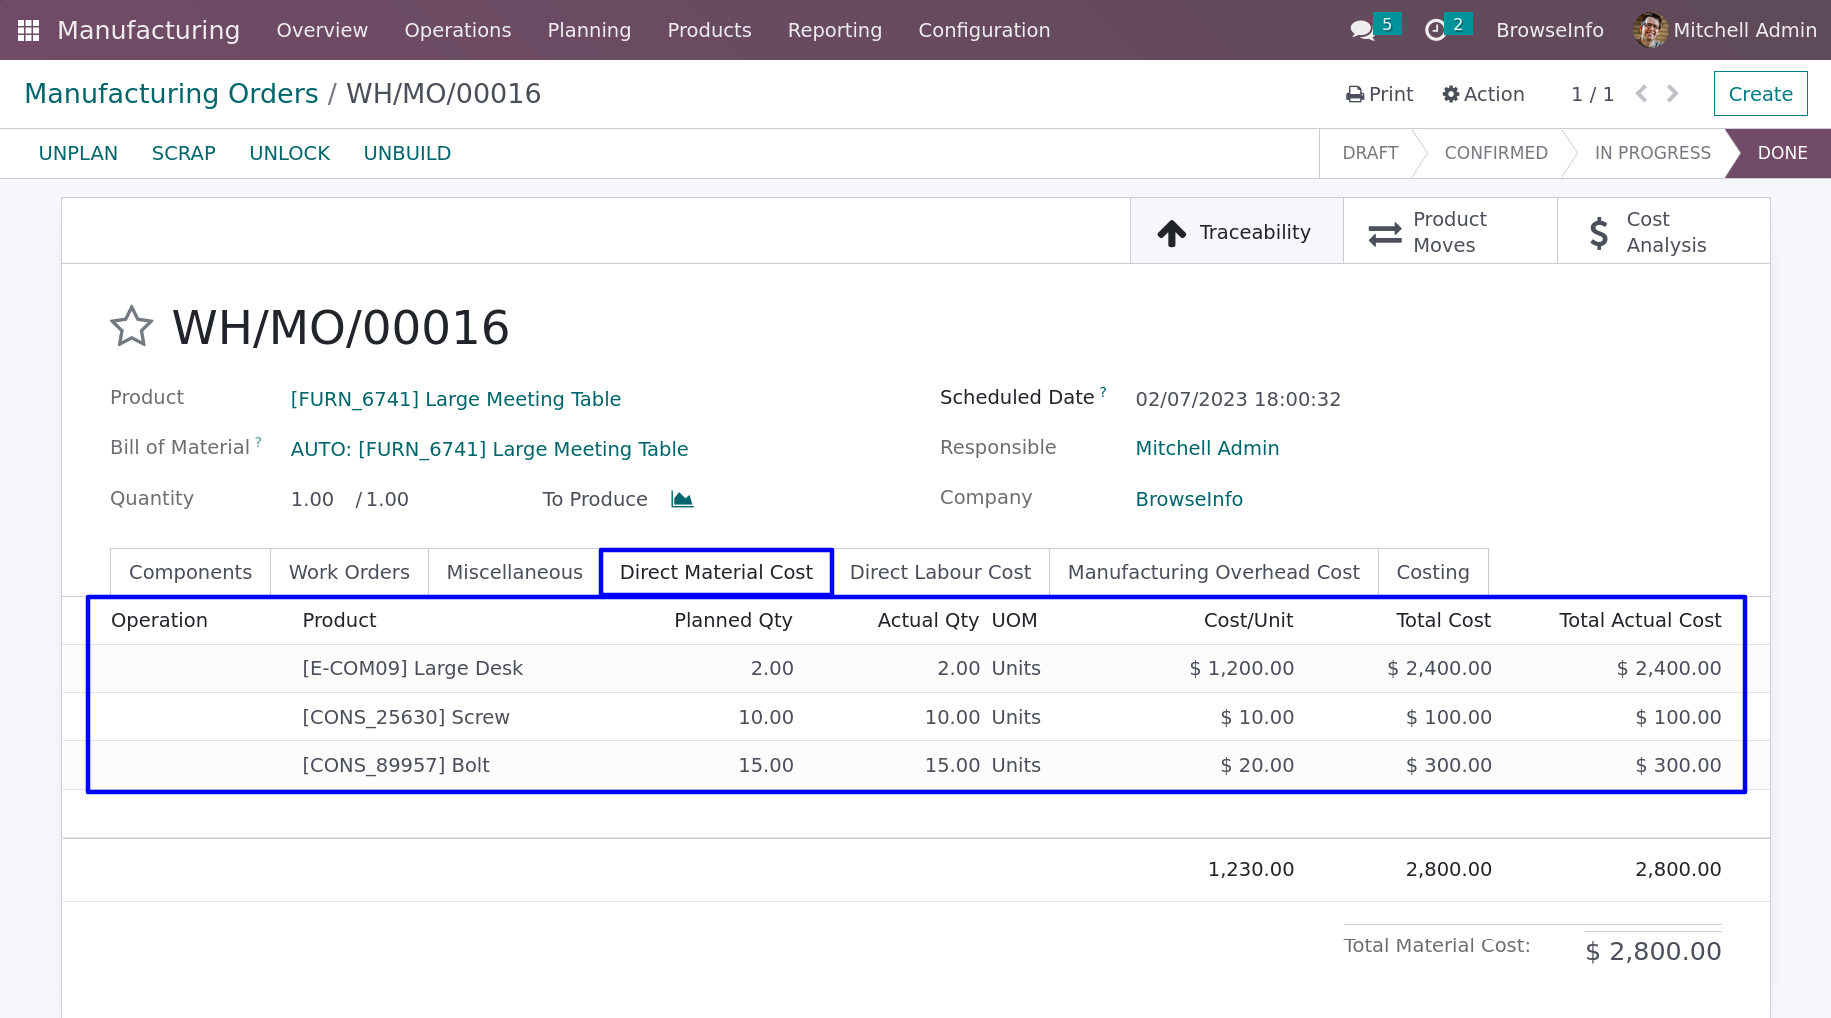 Manufacturing Overview Operations Planning Products Reporting Configuration 5 2 BrowseInfo Mitchell Admin
Manufacturing Orders / WH/MO/00016 Print Action 1 / 1 Create
UNPLAN SCRAP UNLOCK UNBUILD DRAFT CONFIRMED IN PROGRESS DONE
Traceability Product Moves $ Cost Analysis
WH/MO/00016
Product [FURN_6741] Large Meeting Table Scheduled Date ? 02/07/2023 18:00:32
Bill of Material ? AUTO: [FURN_6741] Large Meeting Table Responsible Mitchell Admin
Quantity 1.00 / 1.00 To Produce Company BrowseInfo
Components Work Orders Miscellaneous Direct Material Cost Direct Labour Cost Manufacturing Overhead Cost Costing
Operation Product Planned Qty Actual Qty UOM Cost/Unit Total Cost Total Actual Cost
[E-COM09] Large Desk 2.00 2.00 Units $ 1,200.00 $ 2,400.00 $ 2,400.00
[CONS_25630] Screw 10.00 10.00 Units $ 10.00 $ 100.00 $ 100.00
[CONS_89957] Bolt 15.00 15.00 Units $ 20.00 $ 300.00 $ 300.00
1,230.00 2,800.00 2,800.00
Total Material Cost: $ 2,800.00